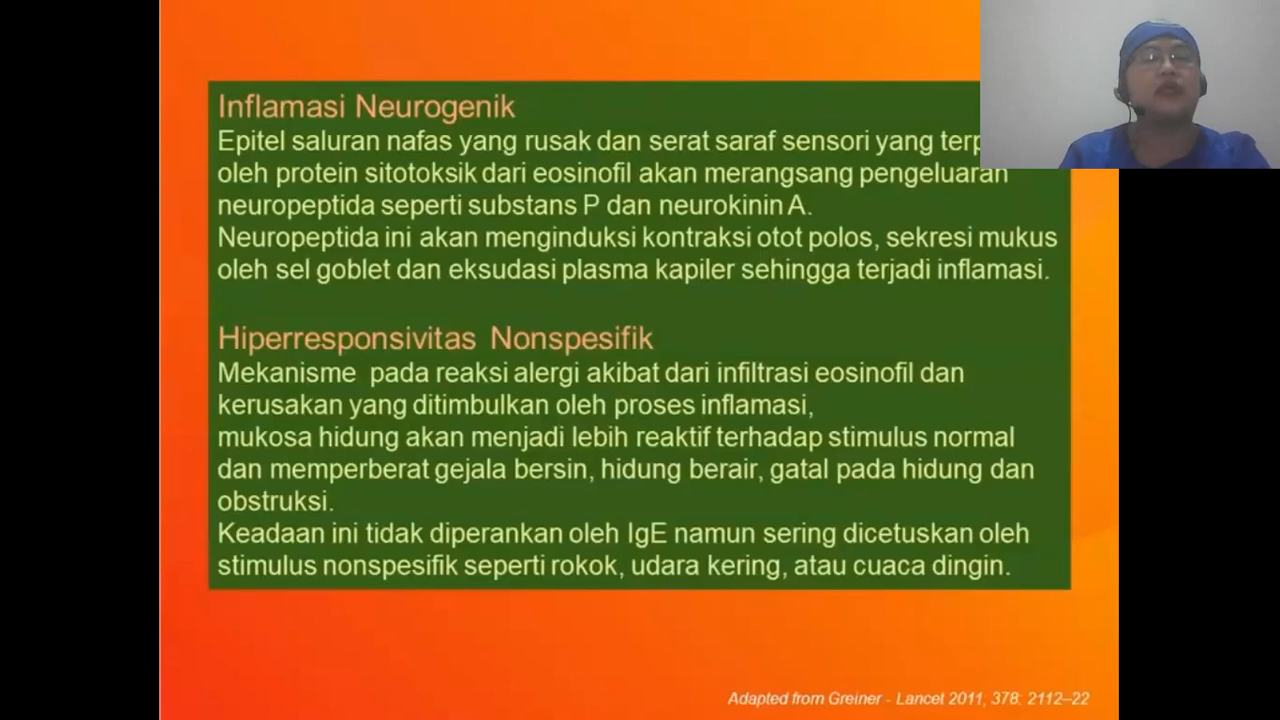 Inflamasi Neurogenik
Epitel saluran nafas yang rusak dan serat saraf sensori yang
oleh protein sitotoksik dari eosinofil akan merangsang pengeluaran
neuropeptida seperti substans P dan neurokinin A.
Neuropeptida ini akan menginduksi kontraksi otot polos, sekresi mukus
oleh sel goblet dan eksudasi plasma kapiler sehingga terjadi inflamasi.
Hiperresponsivitas Nonspesifik
Mekanisme pada reaksi alergi akibat dari infiltrasi eosinofil dan
kerusakan yang ditimbulkan oleh proses inflamasi,
mukosa hidung akan menjadi lebih reaktif terhadap stimulus normal
dan memperberat gejala bersin, hidung berair, gatal pada hidung dan
obstruksi.
Keadaan ini tidak diperankan oleh IgE namun sering dicetuskan oleh
stimulus nonspesifik seperti rokok, udara kering, atau cuaca dingin.
Adapted from Greiner - Lancet 2011; 378: 2112–22